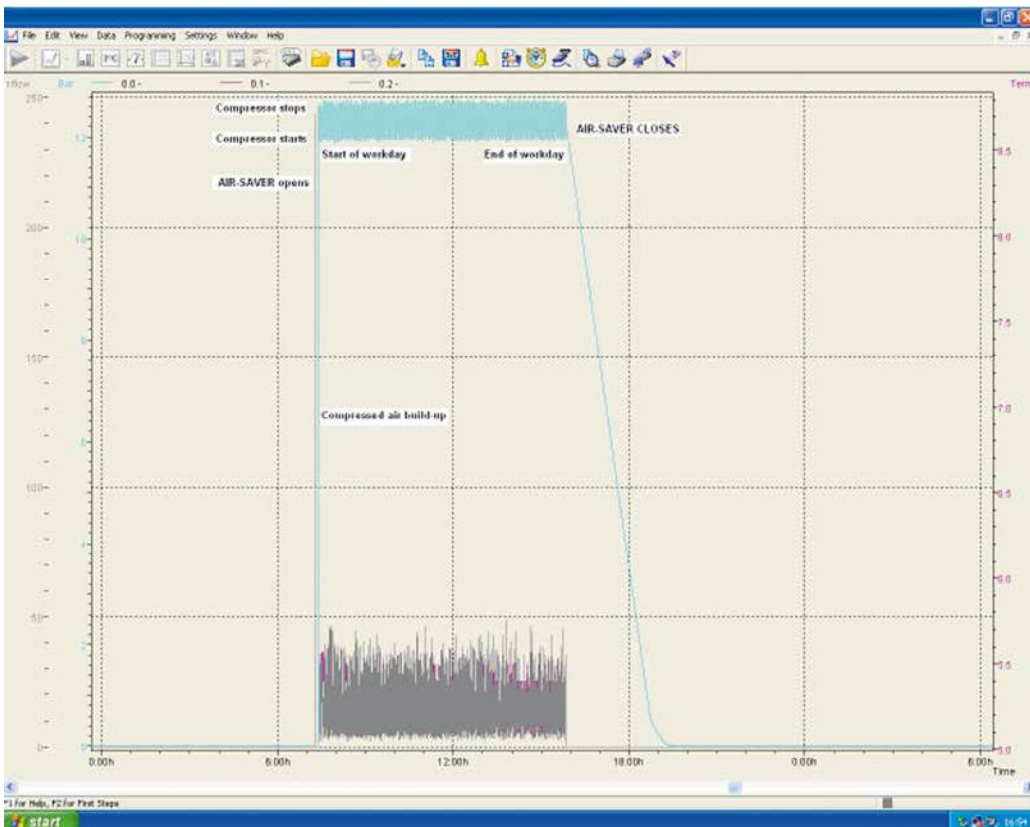 File Edit View Data Programming Settings Window Help
Bar 0.0- 0.1- 0.2-
250
Compressor stops
12
Compressor starts
AIR-SAVER CLOSES
9.5
Start of workday End of workday
AIR-SAVER opens
200
10
9.0
8
7.5
150
Compressed air build-up
7.0
6
100
6.5
4
6.0
50
2
5.5
0 0
5.0
0:00h 6:00h 12:00h 18:00h 0:00h 6:00h
Time
F1 for Help, F2 for First Steps
start 16:54